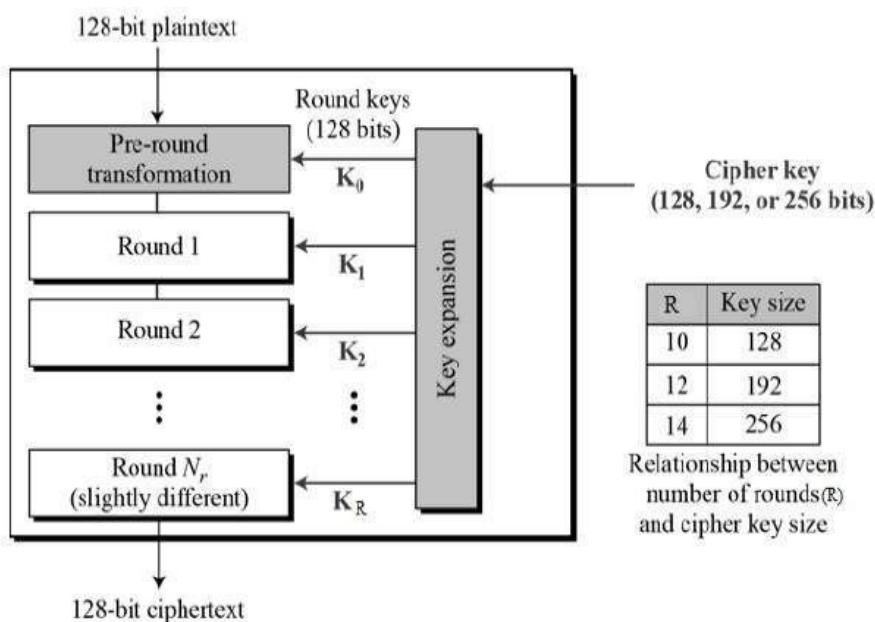 128-bit plaintext
Round keys
(128 bits)
Pre-round
transformation
K₀
Cipher key
(128, 192, or 256 bits)
Round 1
K₁
Round 2
K₂
Key expansion
⋮
⋮
Round Nᵣ
(slightly different)
K_R
128-bit ciphertext
R Key size
10 128
12 192
14 256
Relationship between
number of rounds(R)
and cipher key size